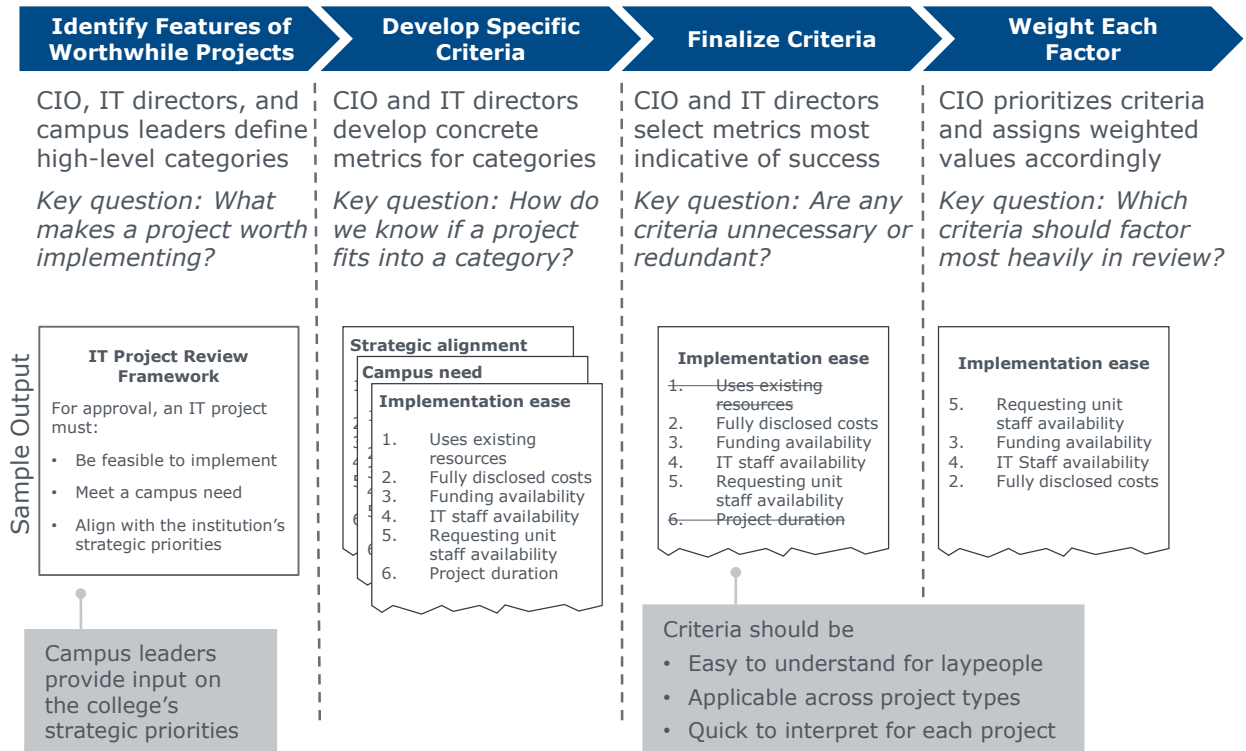 Identify Features of
Worthwhile Projects
Develop Specific
Criteria
Finalize Criteria
Weight Each
Factor
CIO, IT directors, and
campus leaders define
high-level categories
Key question: What
makes a project worth
implementing?
CIO and IT directors
develop concrete
metrics for categories
Key question: How do
we know if a project
fits into a category?
CIO and IT directors
select metrics most
indicative of success
Key question: Are any
criteria unnecessary or
redundant?
CIO prioritizes criteria
and assigns weighted
values accordingly
Key question: Which
criteria should factor
most heavily in review?
Sample Output
IT Project Review
Framework
For approval, an IT project
must:
• Be feasible to implement
• Meet a campus need
• Align with the institution's
strategic priorities
Strategic alignment
Campus need
Implementation ease
1. Uses existing
resources
2. Fully disclosed costs
3. Funding availability
4. IT staff availability
5. Requesting unit
staff availability
6. Project duration
Implementation ease
1. Uses existing
resources
2. Fully disclosed costs
3. Funding availability
4. IT staff availability
5. Requesting unit
staff availability
6. Project duration
Implementation ease
5. Requesting unit
staff availability
3. Funding availability
4. IT Staff availability
2. Fully disclosed costs
Campus leaders
provide input on
the college's
strategic priorities
Criteria should be
• Easy to understand for laypeople
• Applicable across project types
• Quick to interpret for each project